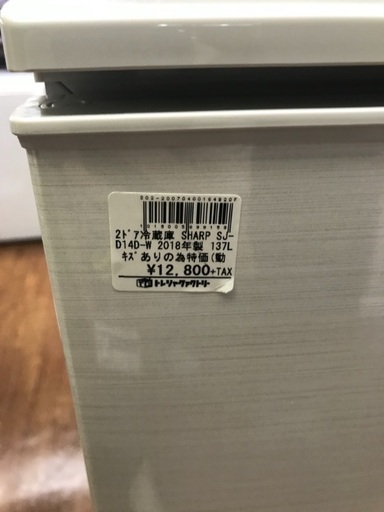 2ドア冷蔵庫 SHARP SJ-
D14D-W 2018年製 137L
キズありの為特価(動
¥12,800+TAX
トレジャーファクトリー